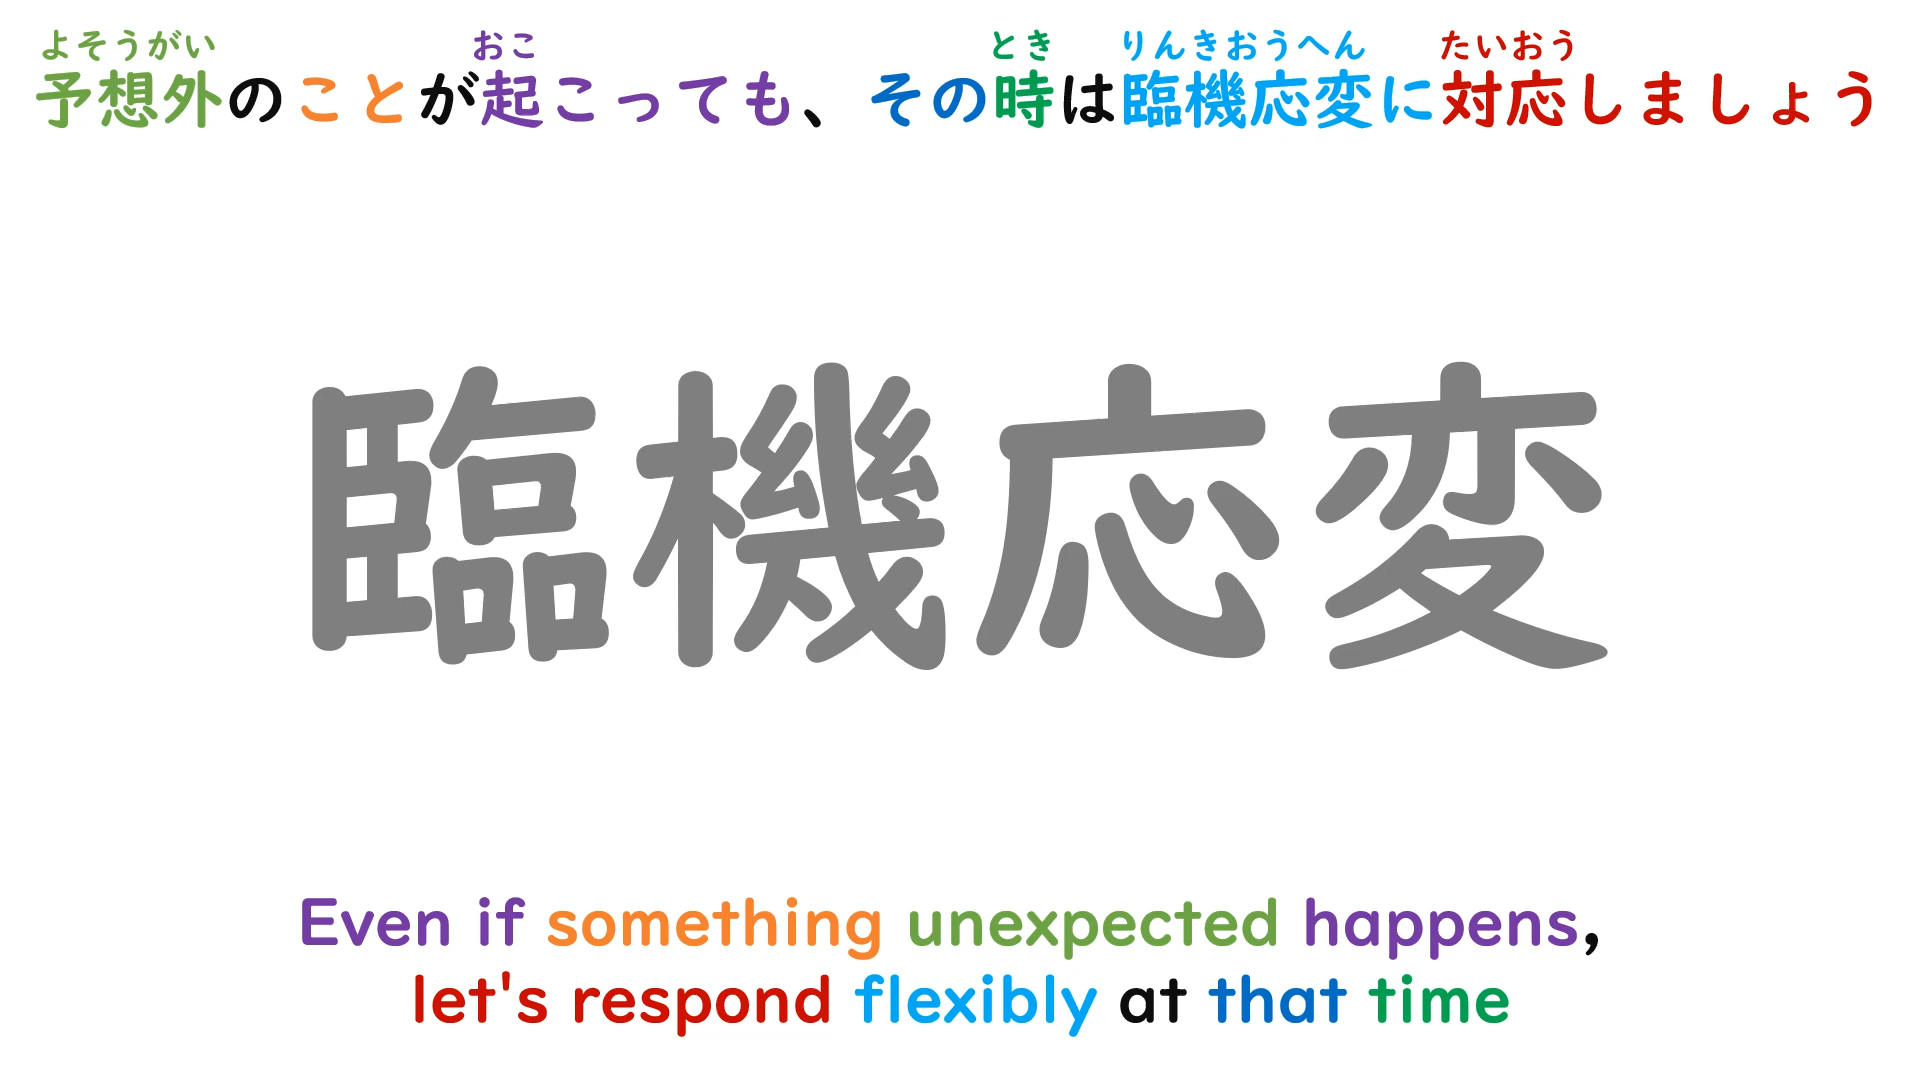 よそうがい おこ とき りんきおうへん たいおう
予想外のことが起こっても、その時は臨機応変に対応しましょう
臨機応変
Even if something unexpected happens,
let's respond flexibly at that time